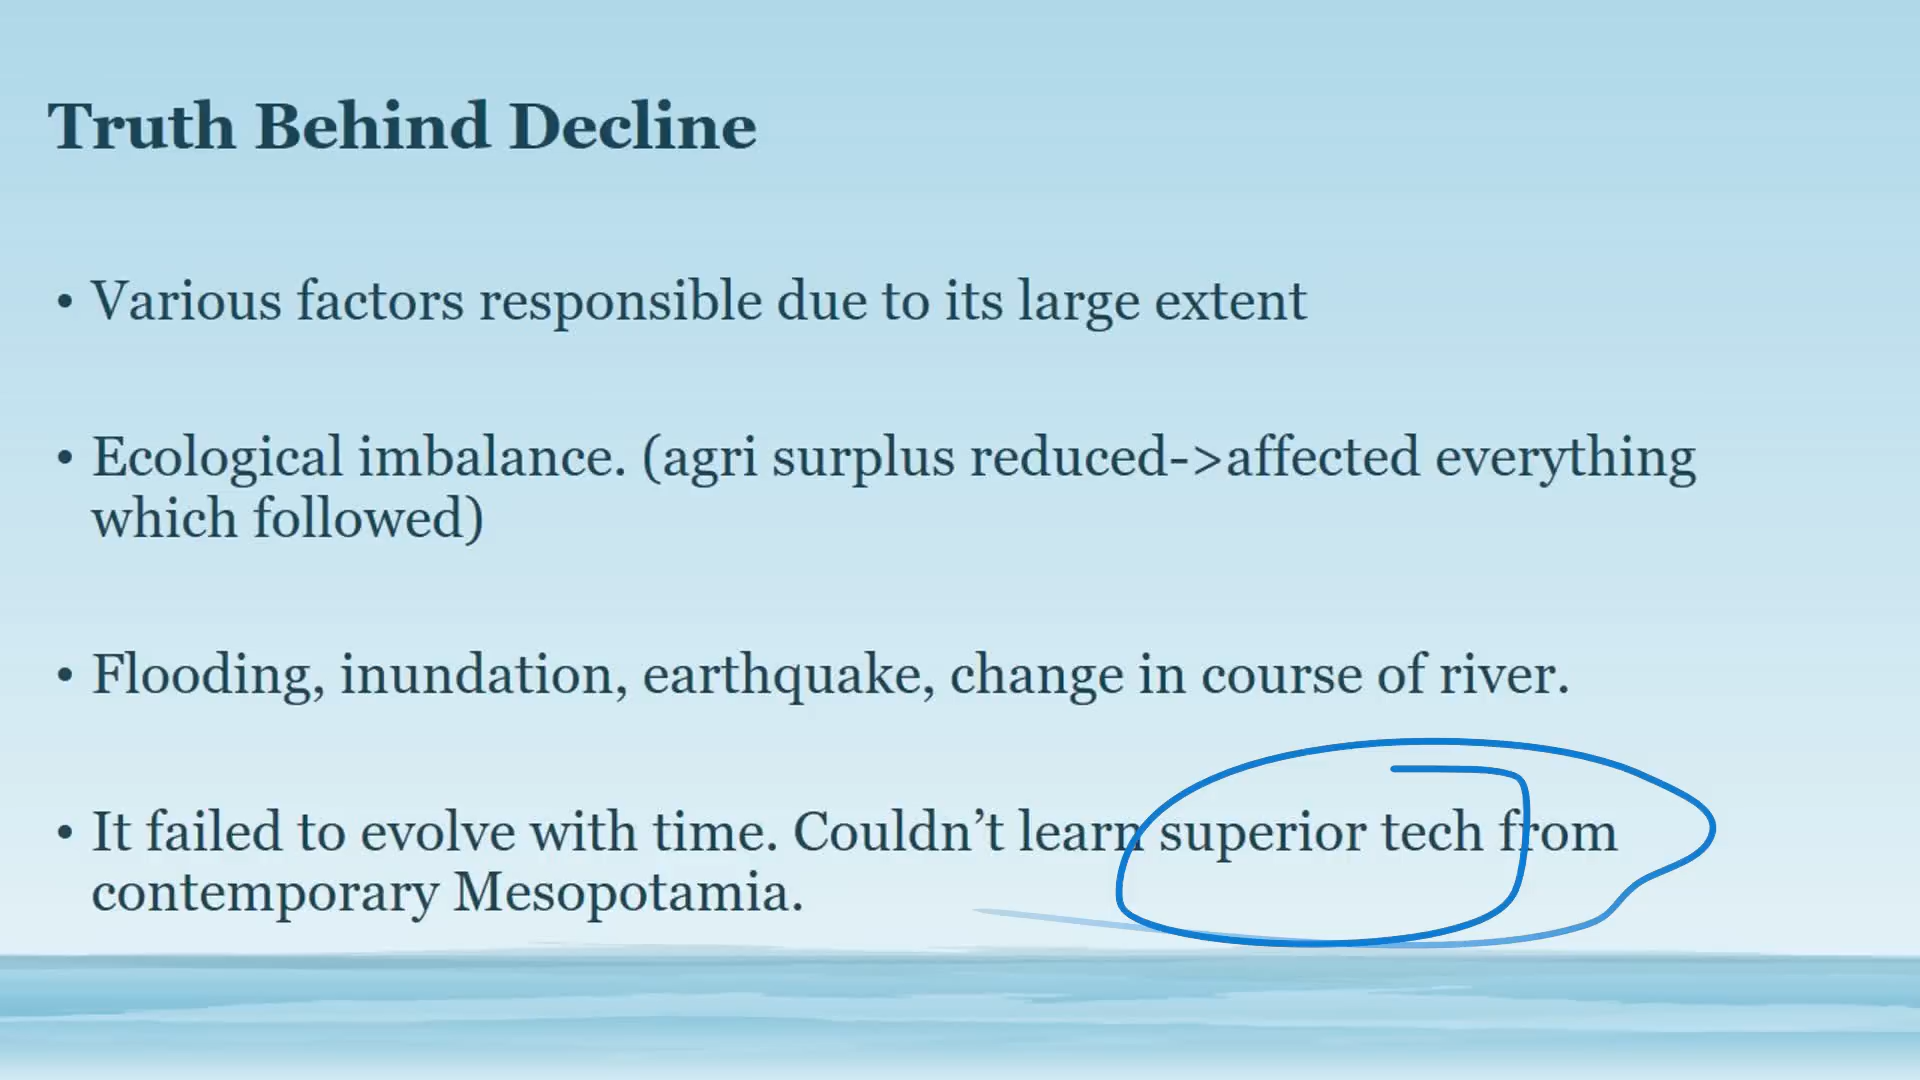 Truth Behind Decline
• Various factors responsible due to its large extent
• Ecological imbalance. (agri surplus reduced->affected everything
which followed)
• Flooding, inundation, earthquake, change in course of river.
• It failed to evolve with time. Couldn’t learn superior tech from
contemporary Mesopotamia.